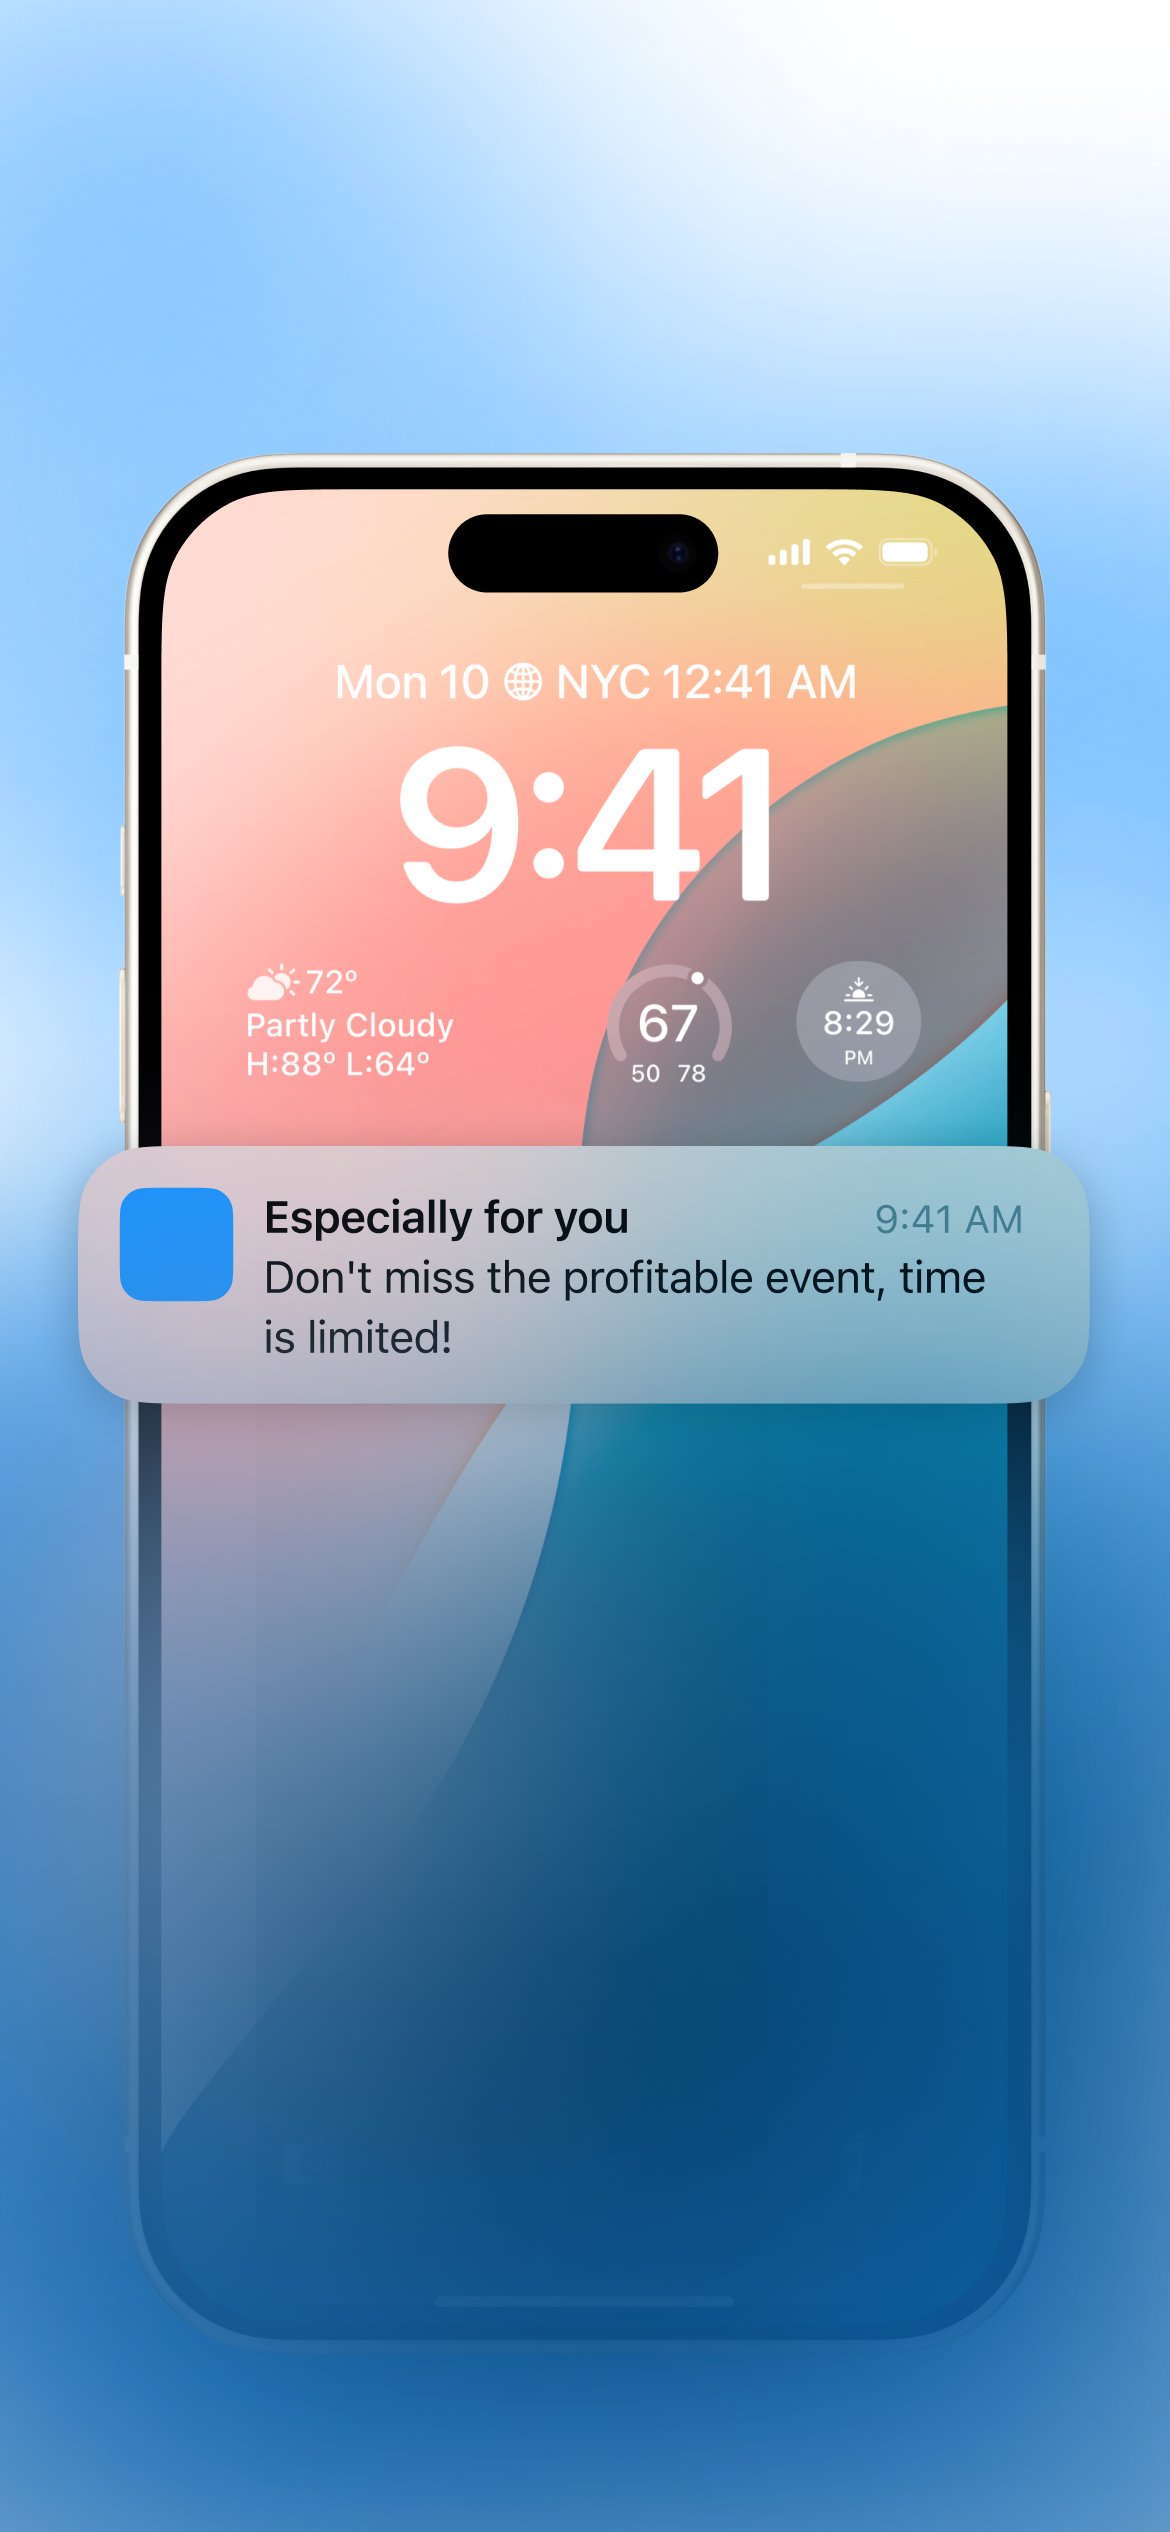 Mon 10 NYC 12:41 AM
9:41
72°
Partly Cloudy
H:88° L:64°
67
50 78
8:29
PM
Especially for you 9:41 AM
Don't miss the profitable event, time
is limited!